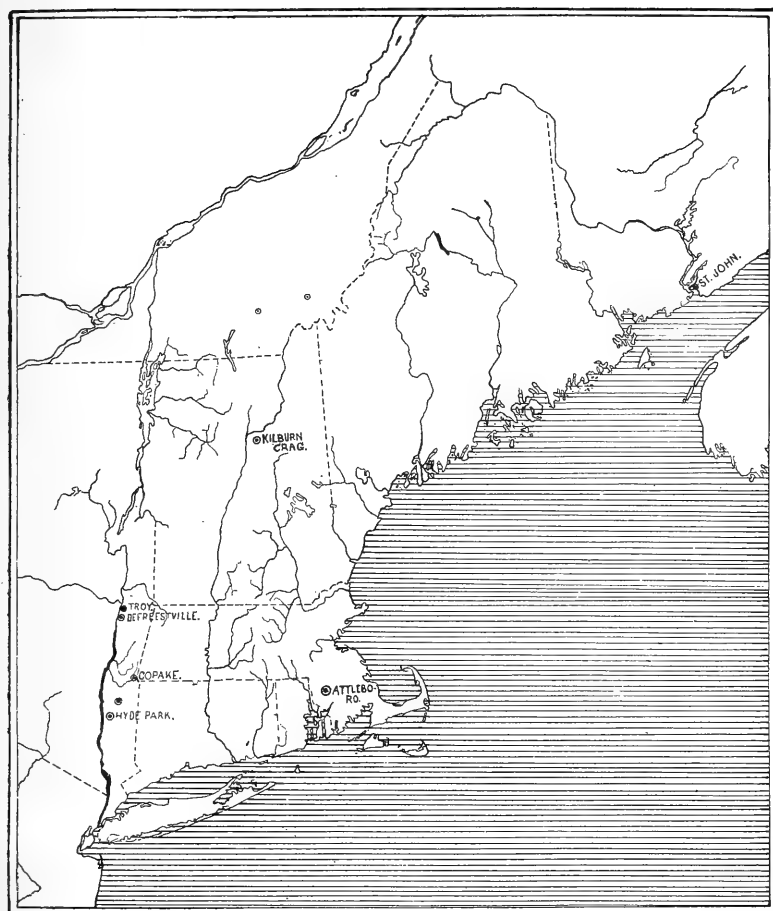 ST. JOHN.
KILBURN
CRAG.
TROY.
DEFREESTVILLE.
COPAKE.
ATTLEBO-
RO.
HYDE PARK.